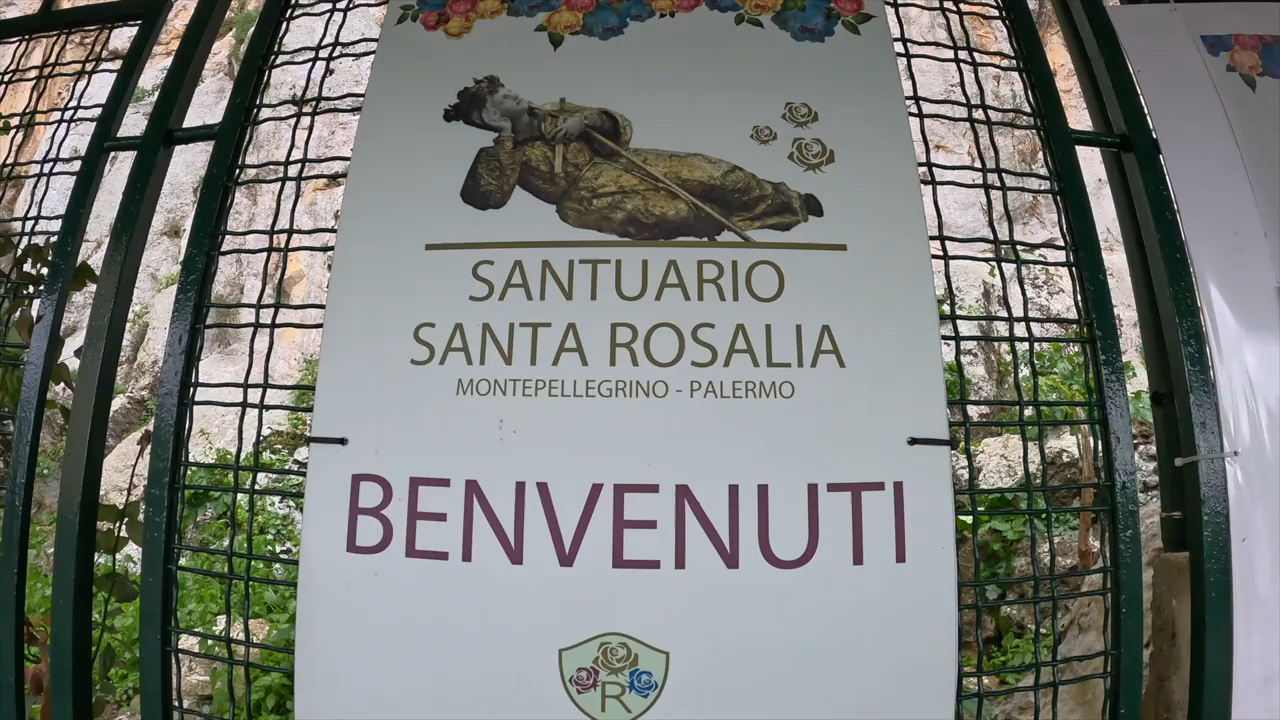 SANTUARIO
SANTA ROSALIA
MONTEPELLEGRINO - PALERMO
BENVENUTI
R